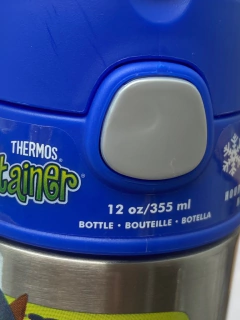 THERMOS®
tainer®
12 oz/355 ml
BOTTLE · BOUTEILLE · BOTELLA